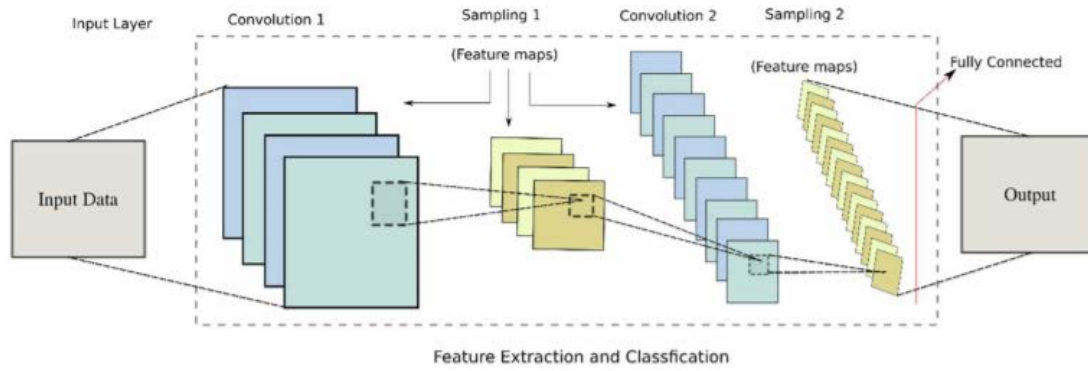 Input Layer
Convolution 1
Sampling 1
Convolution 2
Sampling 2
(Feature maps)
(Feature maps)
Fully Connected
Input Data
Output
Feature Extraction and Classfication